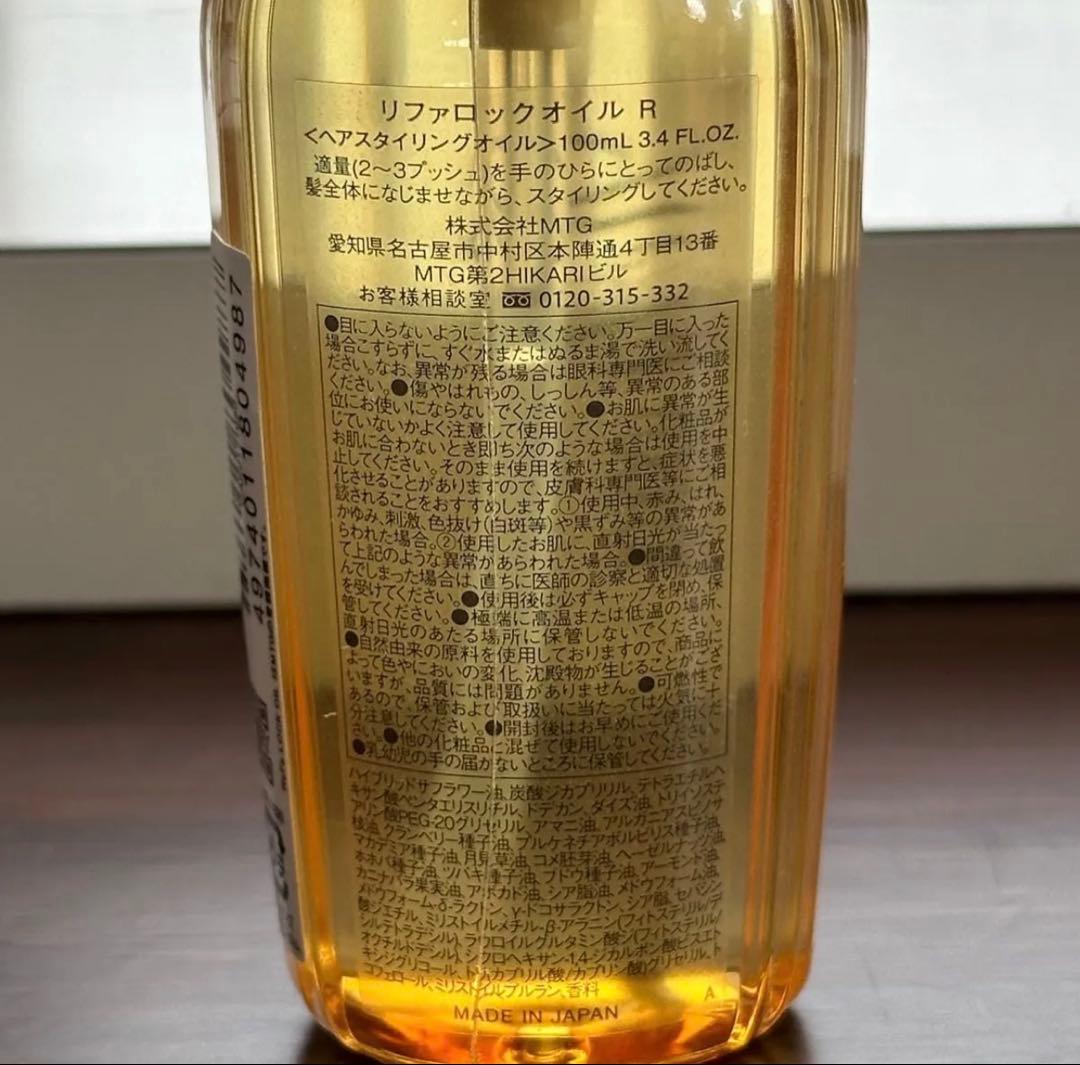 リファロックオイル R
＜ヘアスタイリングオイル＞100mL 3.4 FL.OZ.
適量(2〜3プッシュ)を手のひらにとってのばし、
髪全体になじませながら、スタイリングしてください。
株式会社MTG
愛知県名古屋市中村区本陣通4丁目13番
MTG第2HIKARIビル
お客様相談室 0120-315-332
●目に入らないようにご注意ください。万一目に入った
場合こすらずに、すぐ水またはぬるま湯で洗い流してく
ださい。なお、異常が残る場合は眼科専門医にご相談
ください。●傷やはれもの、しっしん等、異常のある部
位にお使いにならないでください。●お肌に異常が生
じていないかよく注意して使用してください。化粧品が
お肌に合わないとき即ち次のような場合は使用を中
止してください。そのまま使用を続けますと、症状を悪
化させることがありますので、皮膚科専門医等にご相
談されることをおすすめします。①使用中、赤み、はれ、
かゆみ、刺激、色抜け(白斑等)や黒ずみ等の異常があ
らわれた場合。②使用したお肌に、直射日光が当たっ
て上記のような異常があらわれた場合。●間違って飲
んでしまった場合は、直ちに医師の診察と適切な処置
を受けてください。●使用後は必ずキャップを閉め、保
管してください。●極端に高温または低温の場所、
直射日光のあたる場所に保管しないでください。
●自然由来の原料を使用しておりますので、商品に
よって色やにおいの変化、沈殿物が生じることがござ
いますが、品質には問題がありません。●可燃性で
あるので、保管および取扱いに当たっては火気に十
分注意してください。●開封後はお早めにご使用くだ
さい。●他の化粧品と混ぜて使用しないでください。
●乳幼児の手の届かないところに保管してください。
ハイブリッドサフラワー油、炭酸ジカプリリル、テトラエチルヘ
キサン酸ペンタエリスリチル、ドデカン、ダイズ油、トリイソステ
アリン酸PEG-20グリセリル、アマニ油、アルガニアスピノサ
核油、クランベリー種子油、プルケネチアボルビリス種子油、
マカデミア種子油、月見草油、コメ胚芽油、ヘーゼルナッツ油、
ホホバ種子油、ツバキ種子油、ブドウ種子油、アーモンド油、
カニナバラ果実油、アボカド油、シア脂油、メドウフォーム油、
メドウフォーム-δ-ラクトン、γ-ドコサラクトン、シア脂、セバシン
酸ジエチル、ミリストイルメチル-β-アラニン(フィトステリル/デ
シルテトラデシル)、ラウロイルグルタミン酸ジ(フィトステリル/
オクチルドデシル)、シクロヘキサン-1,4-ジカルボン酸ビスエト
キシジグリコール、トリ(カプリル酸/カプリン酸)グリセリル、ト
コフェロール、ミリストイルプルラン、香料
A
MADE IN JAPAN
4974011804987